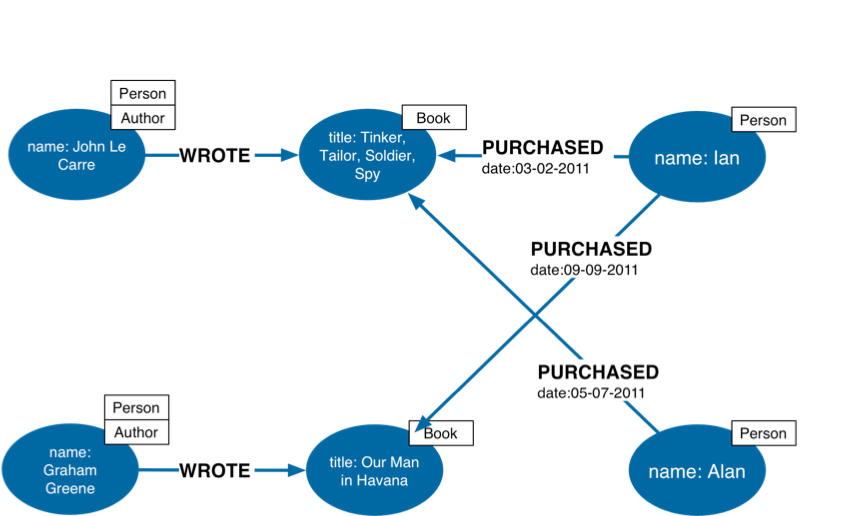 Person
Author
name: John Le
Carre
WROTE
Book
title: Tinker,
Tailor, Soldier,
Spy
PURCHASED
date:03-02-2011
Person
name: Ian
PURCHASED
date:09-09-2011
PURCHASED
date:05-07-2011
Person
Author
name:
Graham
Greene
WROTE
Book
title: Our Man
in Havana
Person
name: Alan